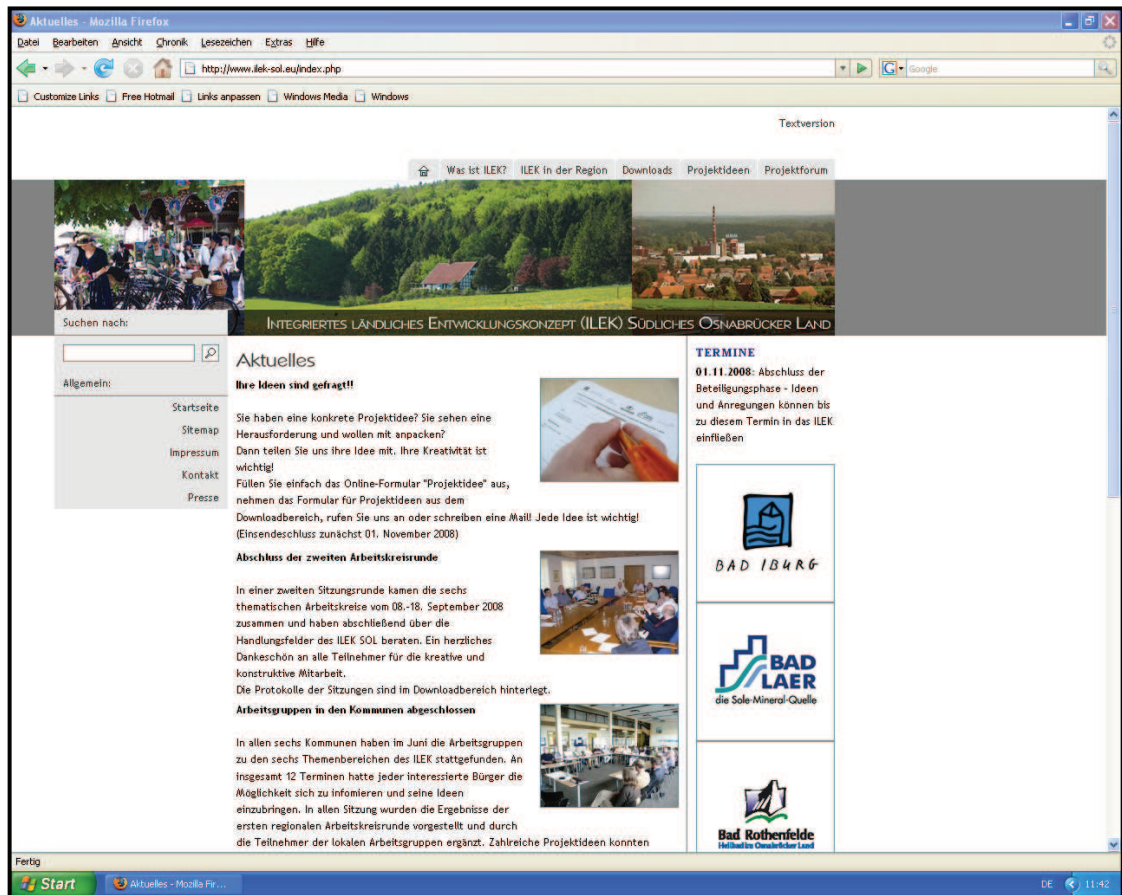 Aktuelles - Mozilla Firefox
Datei Bearbeiten Ansicht Chronik Lesezeichen Extras Hilfe
http://www.ilek-sol.eu/index.php
Google
Customize Links Free Hotmail Links anpassen Windows Media Windows
Textversion
Was ist ILEK? ILEK in der Region Downloads Projektideen Projektforum
INTEGRIERTES LÄNDLICHES ENTWICKLUNGSKONZEPT (ILEK) SÜDLICHES OSNABRÜCKER LAND
Suchen nach:
Allgemein:
Startseite
Sitemap
Impressum
Kontakt
Presse
Aktuelles
Ihre Ideen sind gefragt!!
Sie haben eine konkrete Projektidee? Sie sehen eine
Herausforderung und wollen mit anpacken?
Dann teilen Sie uns ihre Idee mit. Ihre Kreativität ist
wichtig!
Füllen Sie einfach das Online-Formular "Projektidee" aus,
nehmen das Formular für Projektideen aus dem
Downloadbereich, rufen Sie uns an oder schreiben eine Mail! Jede Idee ist wichtig!
(Einsendeschluss zunächst 01. November 2008)
Abschluss der zweiten Arbeitskreisrunde
In einer zweiten Sitzungsrunde kamen die sechs
thematischen Arbeitskreise vom 08.-18. September 2008
zusammen und haben abschließend über die
Handlungsfelder des ILEK SOL beraten. Ein herzliches
Dankeschön an alle Teilnehmer für die kreative und
konstruktive Mitarbeit.
Die Protokolle der Sitzungen sind im Downloadbereich hinterlegt.
Arbeitsgruppen in den Kommunen abgeschlossen
In allen sechs Kommunen haben im Juni die Arbeitsgruppen
zu den sechs Themenbereichen des ILEK stattgefunden. An
insgesamt 12 Terminen hatte jeder interessierte Bürger die
Möglichkeit sich zu infomieren und seine Ideen
einzubringen. In allen Sitzung wurden die Ergebnisse der
ersten regionalen Arbeitskreisrunde vorgestellt und durch
die Teilnehmer der lokalen Arbeitsgruppen ergänzt. Zahlreiche Projektideen konnten
TERMINE
01.11.2008: Abschluss der
Beteiligungsphase - Ideen
und Anregungen können bis
zu diesem Termin in das ILEK
einfließen
BAD IBURG
BAD
LAER
die Sole-Mineral-Quelle
Bad Rothenfelde
Heilbad im Osnabrücker Land
Fertig
Start Aktuelles - Mozilla Fir... DE 11:42